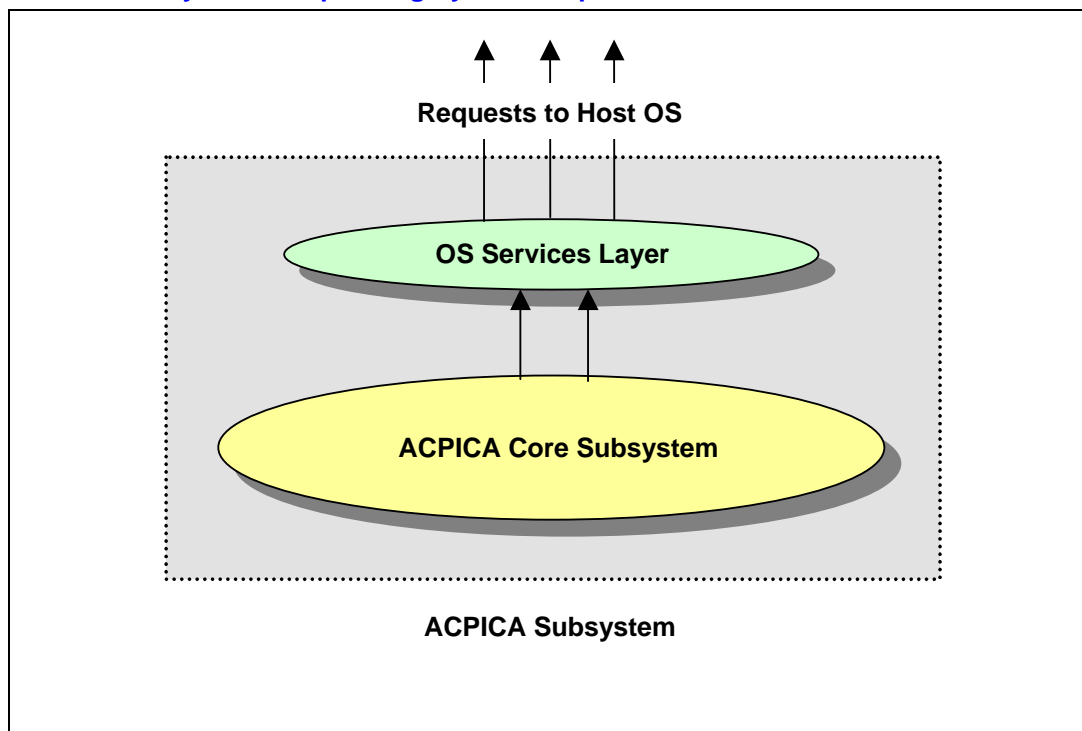 Requests to Host OS
OS Services Layer
ACPICA Core Subsystem
ACPICA Subsystem